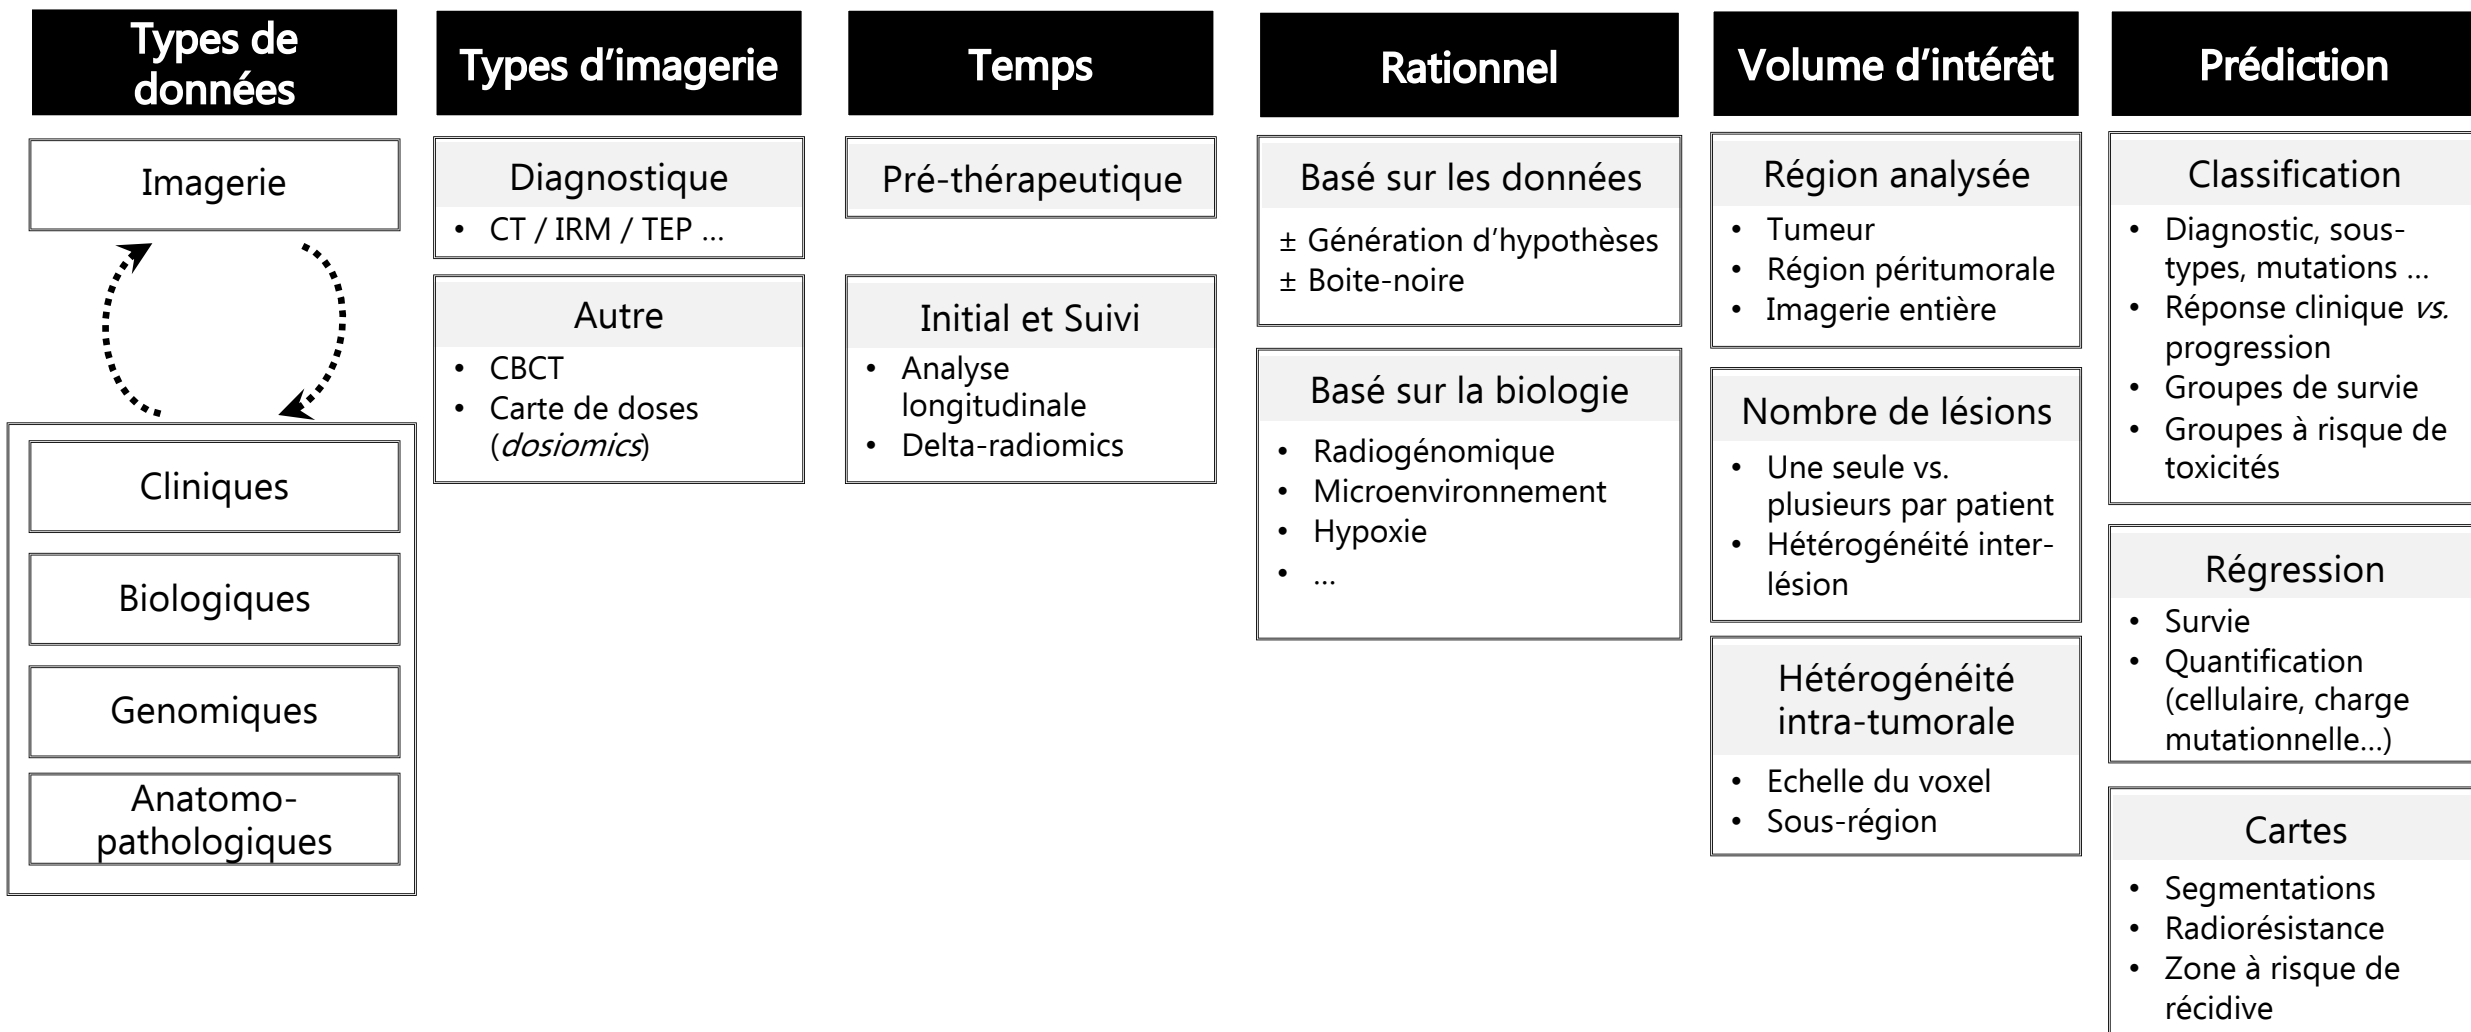 Types de
données
Imagerie
Cliniques
Biologiques
Genomiques
Anatomo-
pathologiques
Types d’imagerie
Diagnostique
• CT / IRM / TEP ...
Autre
• CBCT
• Carte de doses
(dosiomics)
Temps
Pré-thérapeutique
Initial et Suivi
• Analyse
longitudinale
• Delta-radiomics
Rationnel
Basé sur les données
± Génération d’hypothèses
± Boite-noire
Basé sur la biologie
• Radiogénomique
• Microenvironnement
• Hypoxie
• ...
Volume d’intérêt
Région analysée
• Tumeur
• Région péritumorale
• Imagerie entière
Nombre de lésions
• Une seule vs.
plusieurs par patient
• Hétérogénéité inter-
lésion
Hétérogénéité
intra-tumorale
• Echelle du voxel
• Sous-région
Prédiction
Classification
• Diagnostic, sous-
types, mutations ...
• Réponse clinique vs.
progression
• Groupes de survie
• Groupes à risque de
toxicités
Régression
• Survie
• Quantification
(cellulaire, charge
mutationnelle...)
Cartes
• Segmentations
• Radiorésistance
• Zone à risque de
récidive